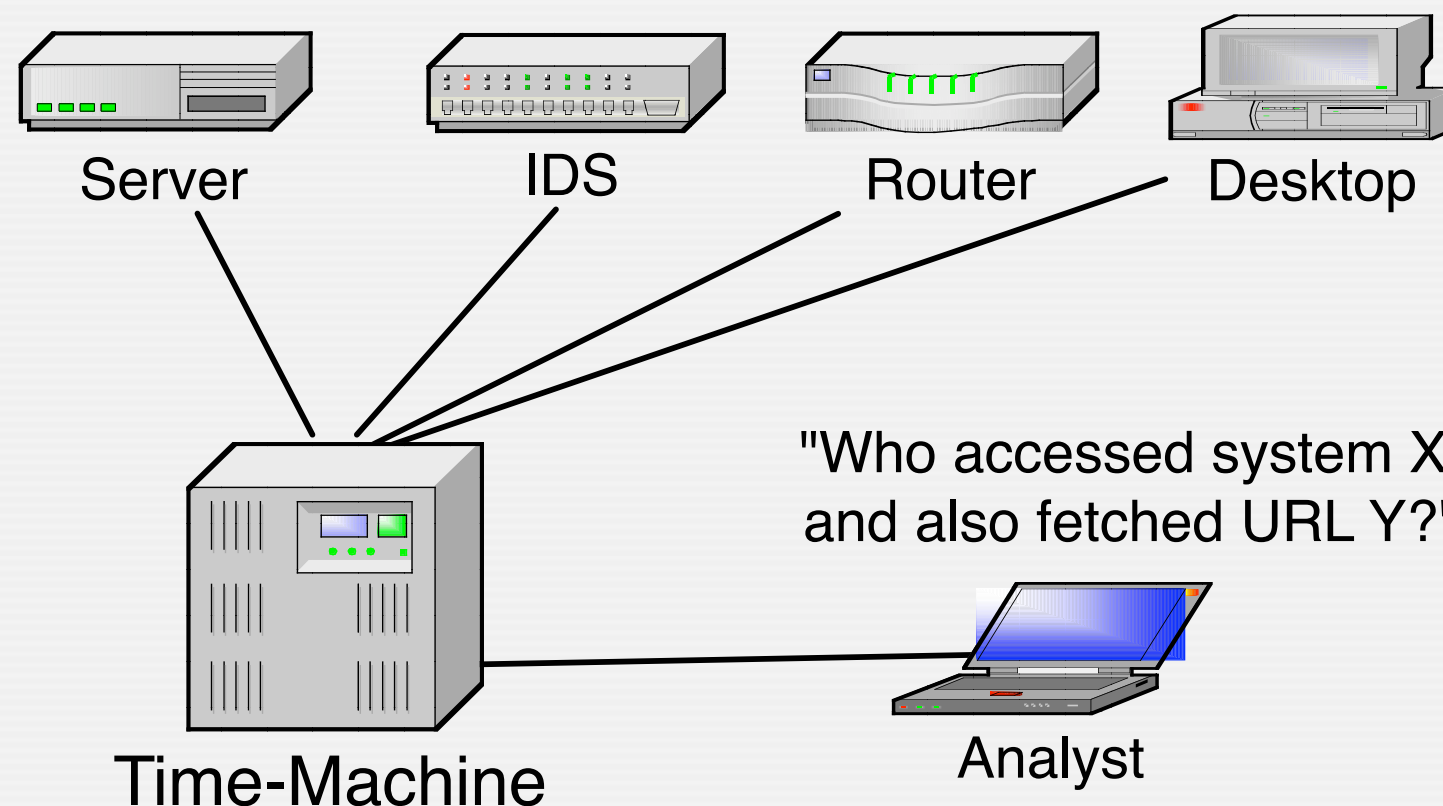 Server
IDS
Router
Desktop
"Who accessed system X
and also fetched URL Y?"
Time-Machine
Analyst